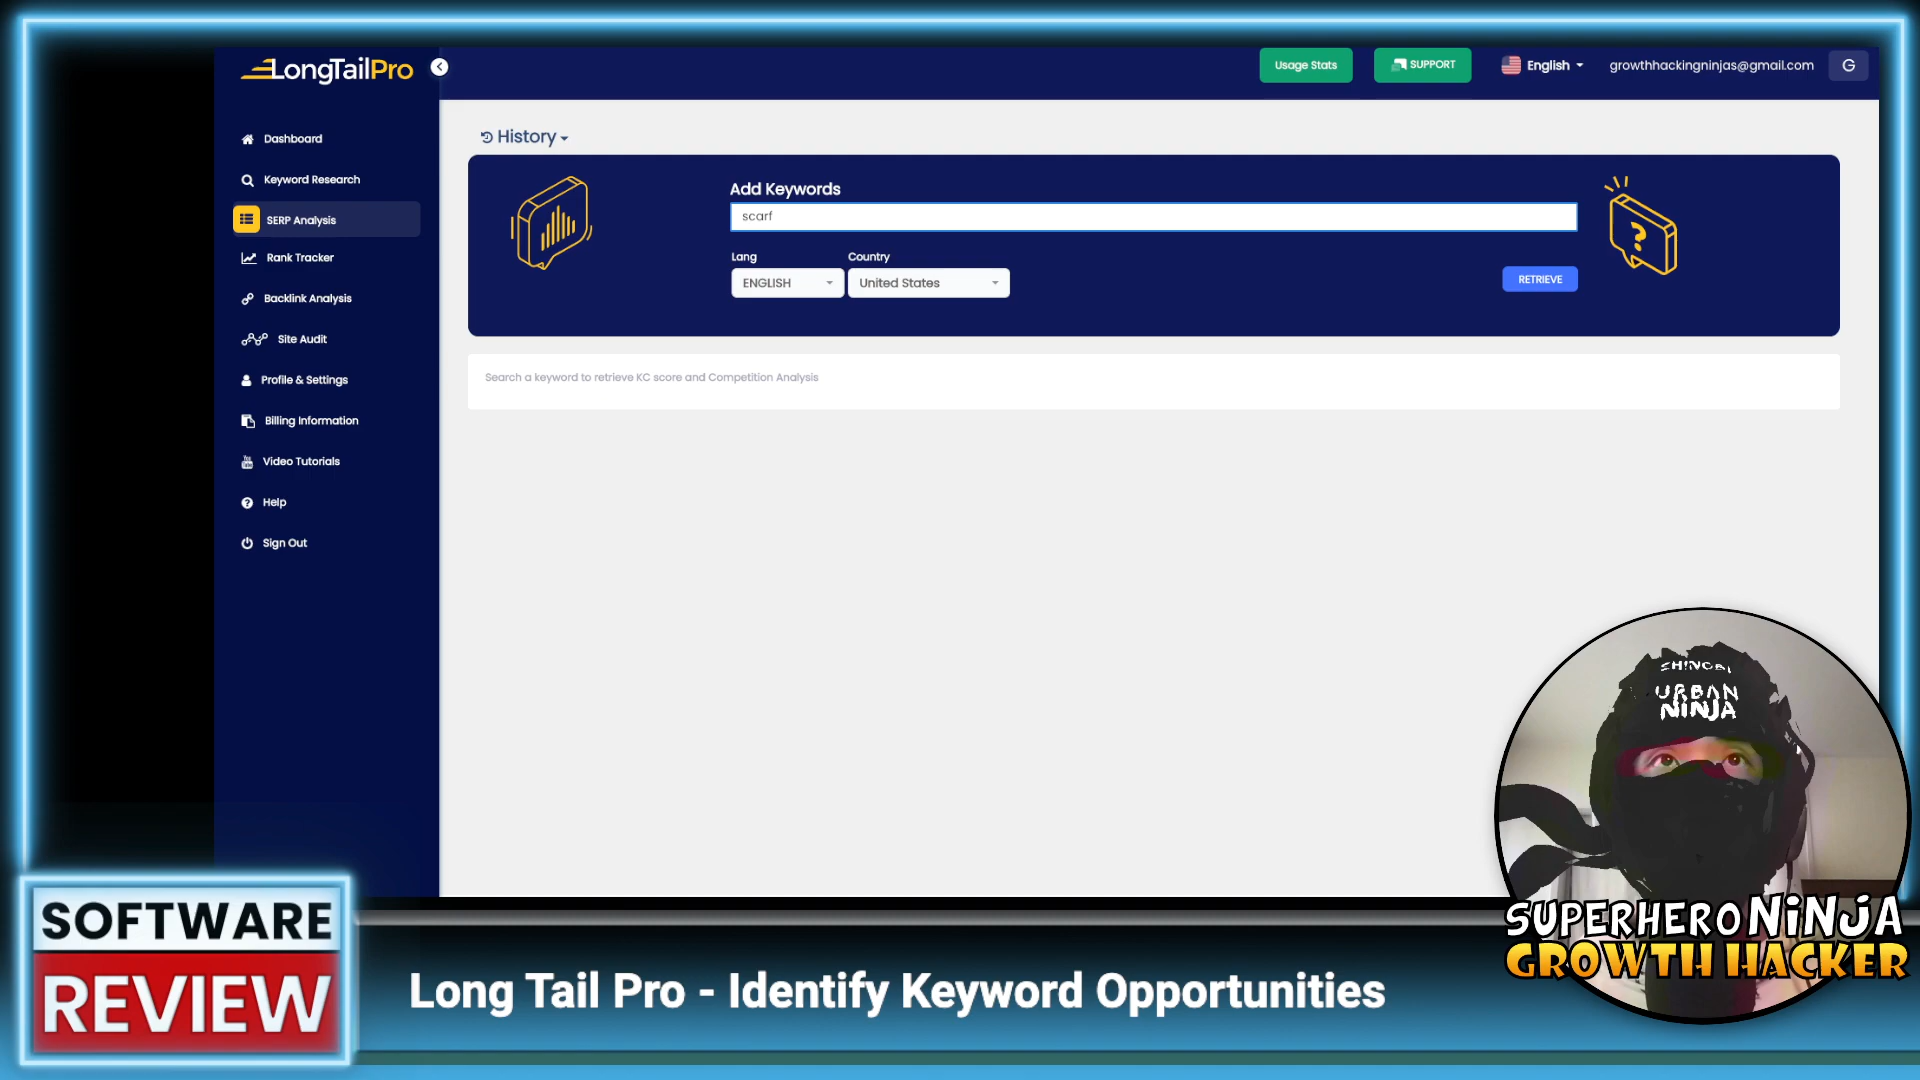 LongTailPro
Usage Stats
SUPPORT
English
growthhackingninjas@gmail.com
G
Dashboard
Keyword Research
SERP Analysis
Rank Tracker
Backlink Analysis
Site Audit
Profile & Settings
Billing Information
Video Tutorials
Help
Sign Out
History
Add Keywords
scarf
Lang
Country
ENGLISH
United States
RETRIEVE
?
Search a keyword to retrieve KC score and Competition Analysis
SHINOBI
URBAN
NINJA
SUPERHERO NiNJA
GROWTH HACKER
SOFTWARE
REVIEW
Long Tail Pro - Identify Keyword Opportunities